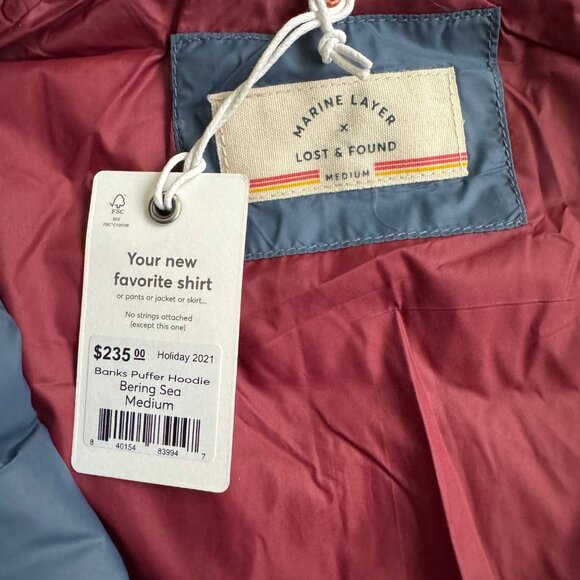 MARINE LAYER
X
LOST & FOUND
MEDIUM
FSC
MIX
Your new
favorite shirt
or pants or jacket or skirt...
No strings attached
(except this one)
$235 00 Holiday 2021
Banks Puffer Hoodie
Bering Sea
Medium
8 40154 83994 7